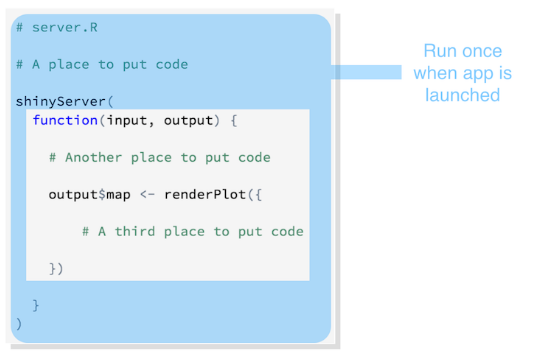 # server.R
# A place to put code
shinyServer(
function(input, output) {
# Another place to put code
output$map <- renderPlot({
# A third place to put code
})
}
)
Run once
when app is
launched